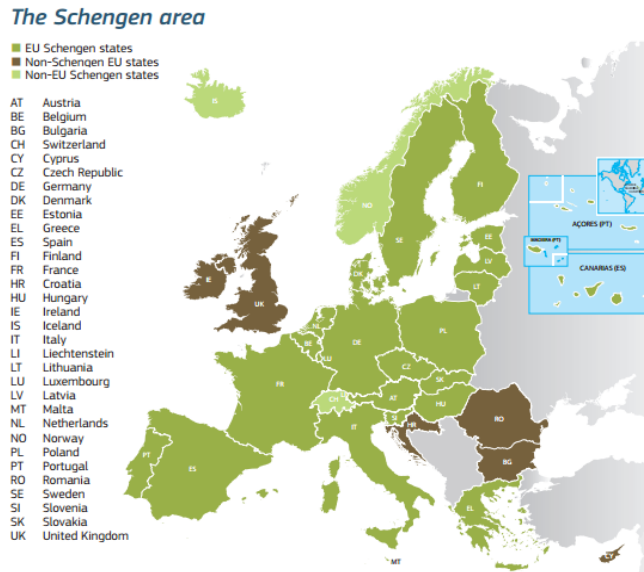 The Schengen area
EU Schengen states
Non-Schengen EU states
Non-EU Schengen states
AT Austria
BE Belgium
BG Bulgaria
CH Switzerland
CY Cyprus
CZ Czech Republic
DE Germany
DK Denmark
EE Estonia
EL Greece
ES Spain
FI Finland
FR France
HR Croatia
HU Hungary
IE Ireland
IS Iceland
IT Italy
LI Liechtenstein
LT Lithuania
LU Luxembourg
LV Latvia
MT Malta
NL Netherlands
NO Norway
PL Poland
PT Portugal
RO Romania
SE Sweden
SI Slovenia
SK Slovakia
UK United Kingdom
IS
NO
SE
FI
EE
LV
LT
DK
IE
UK
NL
BE
LU
DE
PL
CZ
SK
FR
CH
AT
HU
SI
HR
RO
IT
BG
PT
ES
EL
MT
CY
AÇORES (PT)
MADEIRA (PT)
CANARIAS (ES)